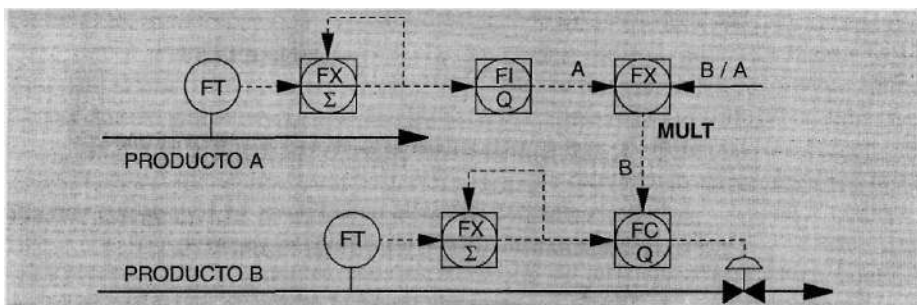 FT
FX
Σ
FI
Q
A
FX
B / A
MULT
PRODUCTO A
B
FT
FX
Σ
FC
Q
PRODUCTO B